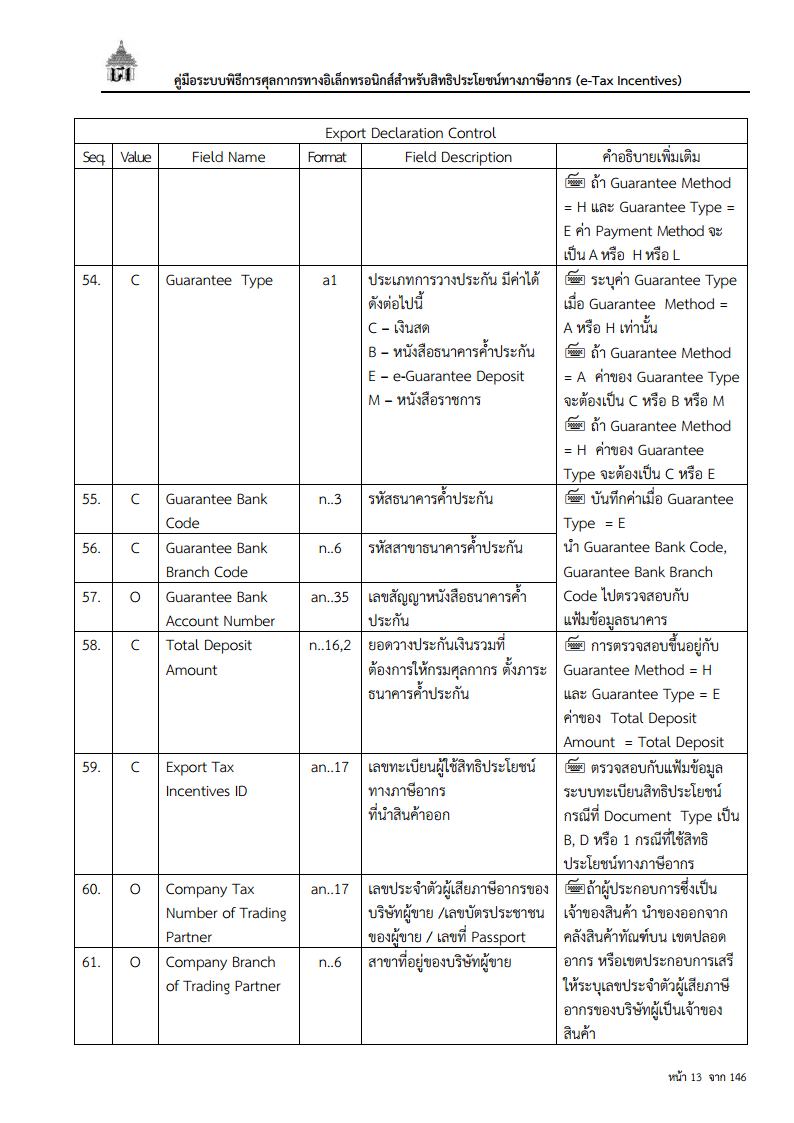 คู่มือระบบพิธีการศุลกากรทางอิเล็กทรอนิกส์สำหรับสิทธิประโยชน์ทางภาษีอากร (e-Tax Incentives)
Export Declaration Control
Seq. Value Field Name Format Field Description คำอธิบายเพิ่มเติม
ถ้า Guarantee Method
= H และ Guarantee Type =
E ค่า Payment Method จะ
เป็น A หรือ H หรือ L
54. C Guarantee Type a1
ประเภทการวางประกัน มีค่าได้
ดังต่อไปนี้
C – เงินสด
B – หนังสือธนาคารค้ำประกัน
E – e-Guarantee Deposit
M – หนังสือราชการ
ระบุค่า Guarantee Type
เมื่อ Guarantee Method =
A หรือ H เท่านั้น
ถ้า Guarantee Method
= A ค่าของ Guarantee Type
จะต้องเป็น C หรือ B หรือ M
ถ้า Guarantee Method
= H ค่าของ Guarantee
Type จะต้องเป็น C หรือ E
55. C Guarantee Bank
Code
n..3 รหัสธนาคารค้ำประกัน
56. C Guarantee Bank
Branch Code
n..6 รหัสสาขาธนาคารค้ำประกัน
57. O Guarantee Bank
Account Number
an..35 เลขสัญญาหนังสือธนาคารค้ำ
ประกัน
บันทึกค่าเมื่อ Guarantee
Type = E
นำ Guarantee Bank Code,
Guarantee Bank Branch
Code ไปตรวจสอบกับ
แฟ้มข้อมูลธนาคาร
58. C Total Deposit
Amount
n..16,2 ยอดวางประกันเงินรวมที่
ต้องการให้กรมศุลกากร ตั้งภาระ
ธนาคารค้ำประกัน
การตรวจสอบขึ้นอยู่กับ
Guarantee Method = H
และ Guarantee Type = E
ค่าของ Total Deposit
Amount = Total Deposit
59. C Export Tax
Incentives ID
an..17 เลขทะเบียนผู้ใช้สิทธิประโยชน์
ทางภาษีอากร
ที่นำสินค้าออก
ตรวจสอบกับแฟ้มข้อมูล
ระบบทะเบียนสิทธิประโยชน์
กรณีที่ Document Type เป็น
B, D หรือ 1 กรณีที่ใช้สิทธิ
ประโยชน์ทางภาษีอากร
60. O Company Tax
Number of Trading
Partner
an..17 เลขประจำตัวผู้เสียภาษีอากรของ
บริษัทผู้ขาย /เลขบัตรประชาชน
ของผู้ขาย / เลขที่ Passport
61. O Company Branch
of Trading Partner
n..6 สาขาที่อยู่ของบริษัทผู้ขาย
ถ้าผู้ประกอบการซึ่งเป็น
เจ้าของสินค้า นำของออกจาก
คลังสินค้าทัณฑ์บน เขตปลอด
อากร หรือเขตประกอบการเสรี
ให้ระบุเลขประจำตัวผู้เสียภาษี
อากรของบริษัทผู้เป็นเจ้าของ
สินค้า
หน้า 13 จาก 146